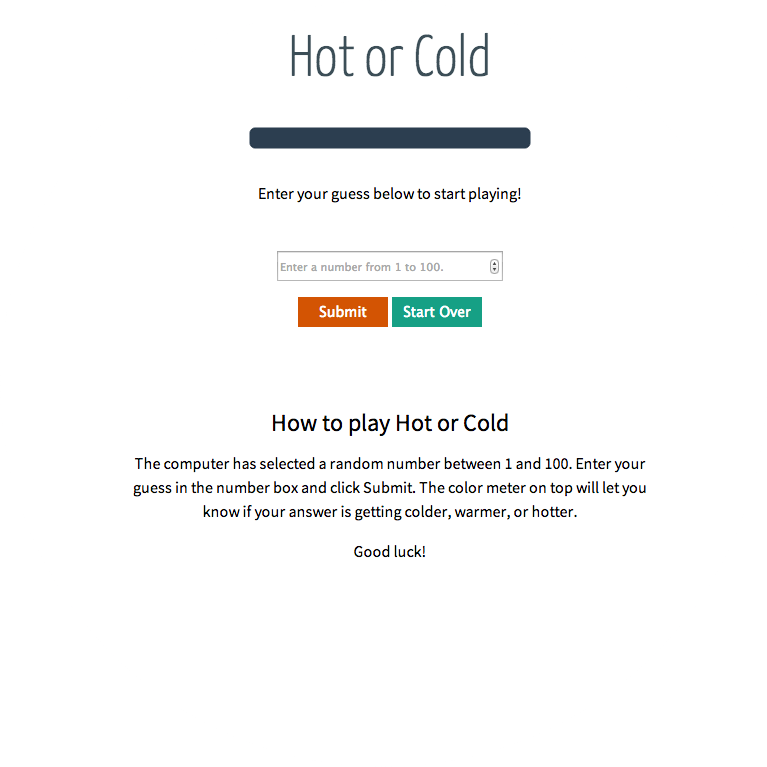 Hot or Cold
Enter your guess below to start playing!
Enter a number from 1 to 100.
Submit
Start Over
How to play Hot or Cold
The computer has selected a random number between 1 and 100. Enter your
guess in the number box and click Submit. The color meter on top will let you
know if your answer is getting colder, warmer, or hotter.
Good luck!